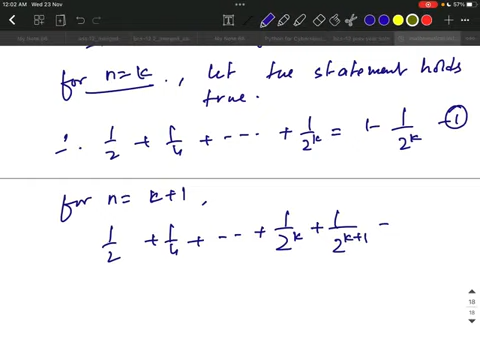 12:02 AM Wed 23 Nov
57%
for n=k , let the statement holds
true.
∴ 1/2 + 1/4 + ---- + 1/2^k = 1 - 1/2^k -①
for n = k+1 ,
1/2 + 1/4 + --- + 1/2^k + 1/2^(k+1) =
18
18